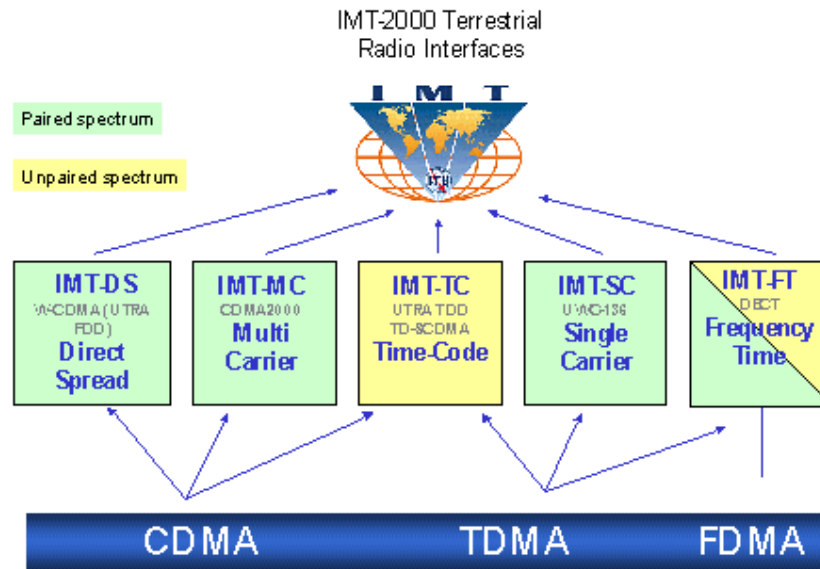 IMT-2000 Terrestrial
Radio Interfaces
I M T
Paired spectrum
Unpaired spectrum
ITU
IMT-DS
W-CDMA (UTRA
FDD)
Direct
Spread
IMT-MC
CDMA2000
Multi
Carrier
IMT-TC
UTRA TDD
TD-SCDMA
Time-Code
IMT-SC
UWC-136
Single
Carrier
IMT-FT
DECT
Frequency
Time
CDMA
TDMA
FDMA